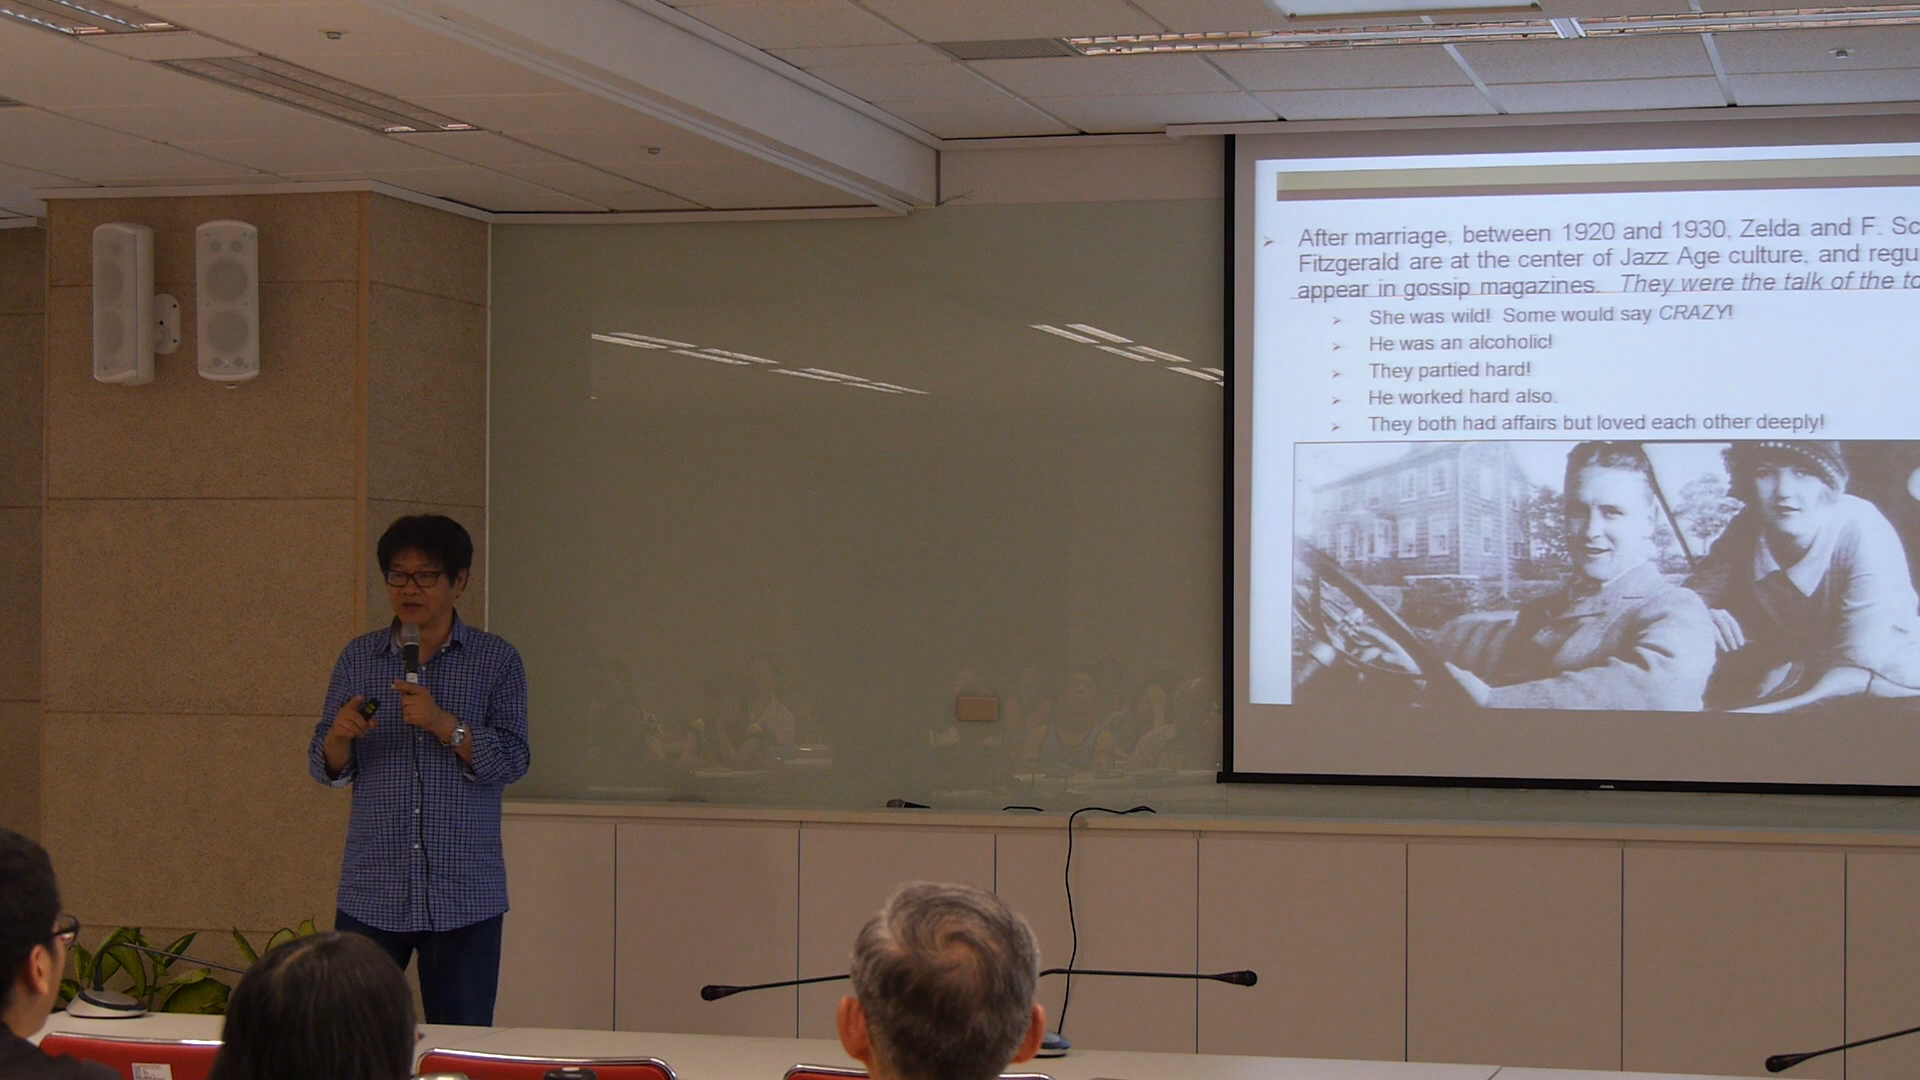 After marriage, between 1920 and 1930, Zelda and F. Sc
Fitzgerald are at the center of Jazz Age culture, and regu
appear in gossip magazines. They were the talk of the to
She was wild! Some would say CRAZY!
He was an alcoholic!
They partied hard!
He worked hard also.
They both had affairs but loved each other deeply!